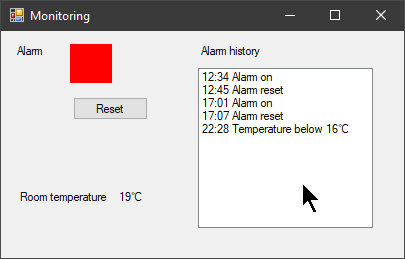 Monitoring
Alarm
Reset
Room temperature 19°C
Alarm history
12:34 Alarm on
12:45 Alarm reset
17:01 Alarm on
17:07 Alarm reset
22:28 Temperature below 16°C